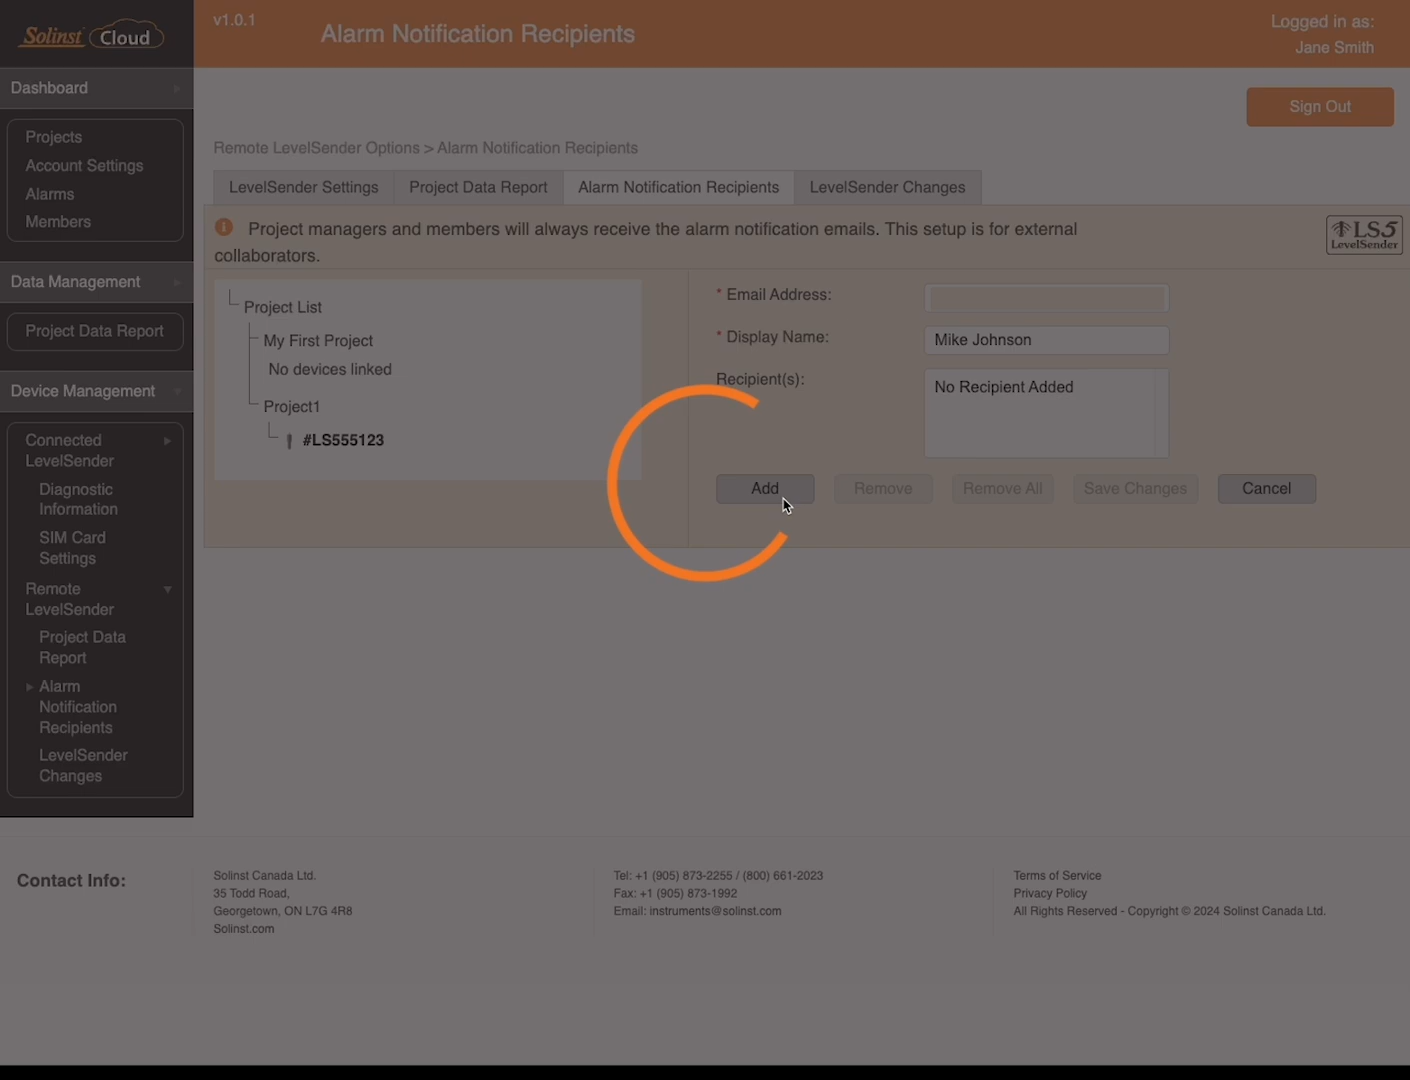 Solinst Cloud
v1.0.1
Alarm Notification Recipients
Logged in as:
Jane Smith
Sign Out
Dashboard
Projects
Account Settings
Alarms
Members
Data Management
Project Data Report
Device Management
Connected
LevelSender
Diagnostic
Information
SIM Card
Settings
Remote
LevelSender
Project Data
Report
Alarm
Notification
Recipients
LevelSender
Changes
Remote LevelSender Options > Alarm Notification Recipients
LevelSender Settings
Project Data Report
Alarm Notification Recipients
LevelSender Changes
Project managers and members will always receive the alarm notification emails. This setup is for external
collaborators.
LS5
LevelSender
Project List
My First Project
No devices linked
Project1
#LS555123
* Email Address:
* Display Name:
Mike Johnson
Recipient(s):
No Recipient Added
Add
Remove
Remove All
Save Changes
Cancel
Contact Info:
Solinst Canada Ltd.
35 Todd Road,
Georgetown, ON L7G 4R8
Solinst.com
Tel: +1 (905) 873-2255 / (800) 661-2023
Fax: +1 (905) 873-1992
Email: instruments@solinst.com
Terms of Service
Privacy Policy
All Rights Reserved - Copyright © 2024 Solinst Canada Ltd.